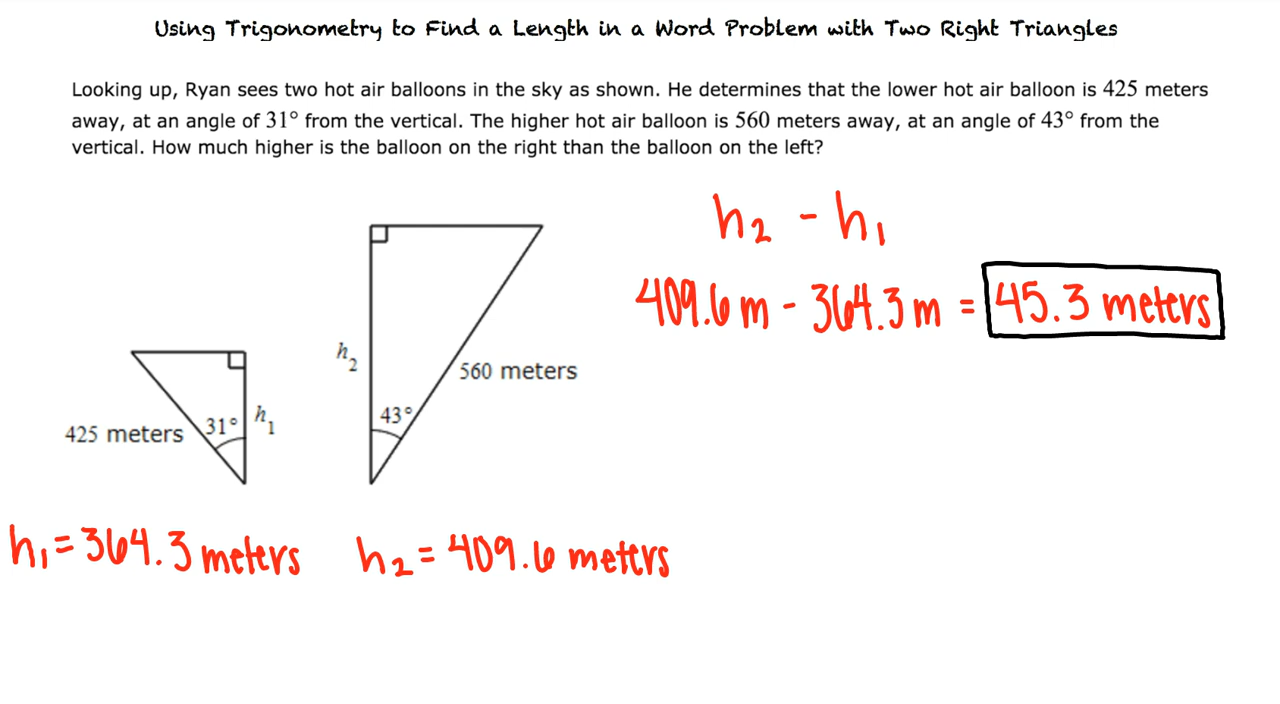 Using Trigonometry to Find a Length in a Word Problem with Two Right Triangles
Looking up, Ryan sees two hot air balloons in the sky as shown. He determines that the lower hot air balloon is 425 meters
away, at an angle of 31° from the vertical. The higher hot air balloon is 560 meters away, at an angle of 43° from the
vertical. How much higher is the balloon on the right than the balloon on the left?
h₂ - h₁
409.6 m - 364.3 m = 45.3 meters
h₂
560 meters
43°
31°
h₁
425 meters
h₁ = 364.3 meters
h₂ = 409.6 meters